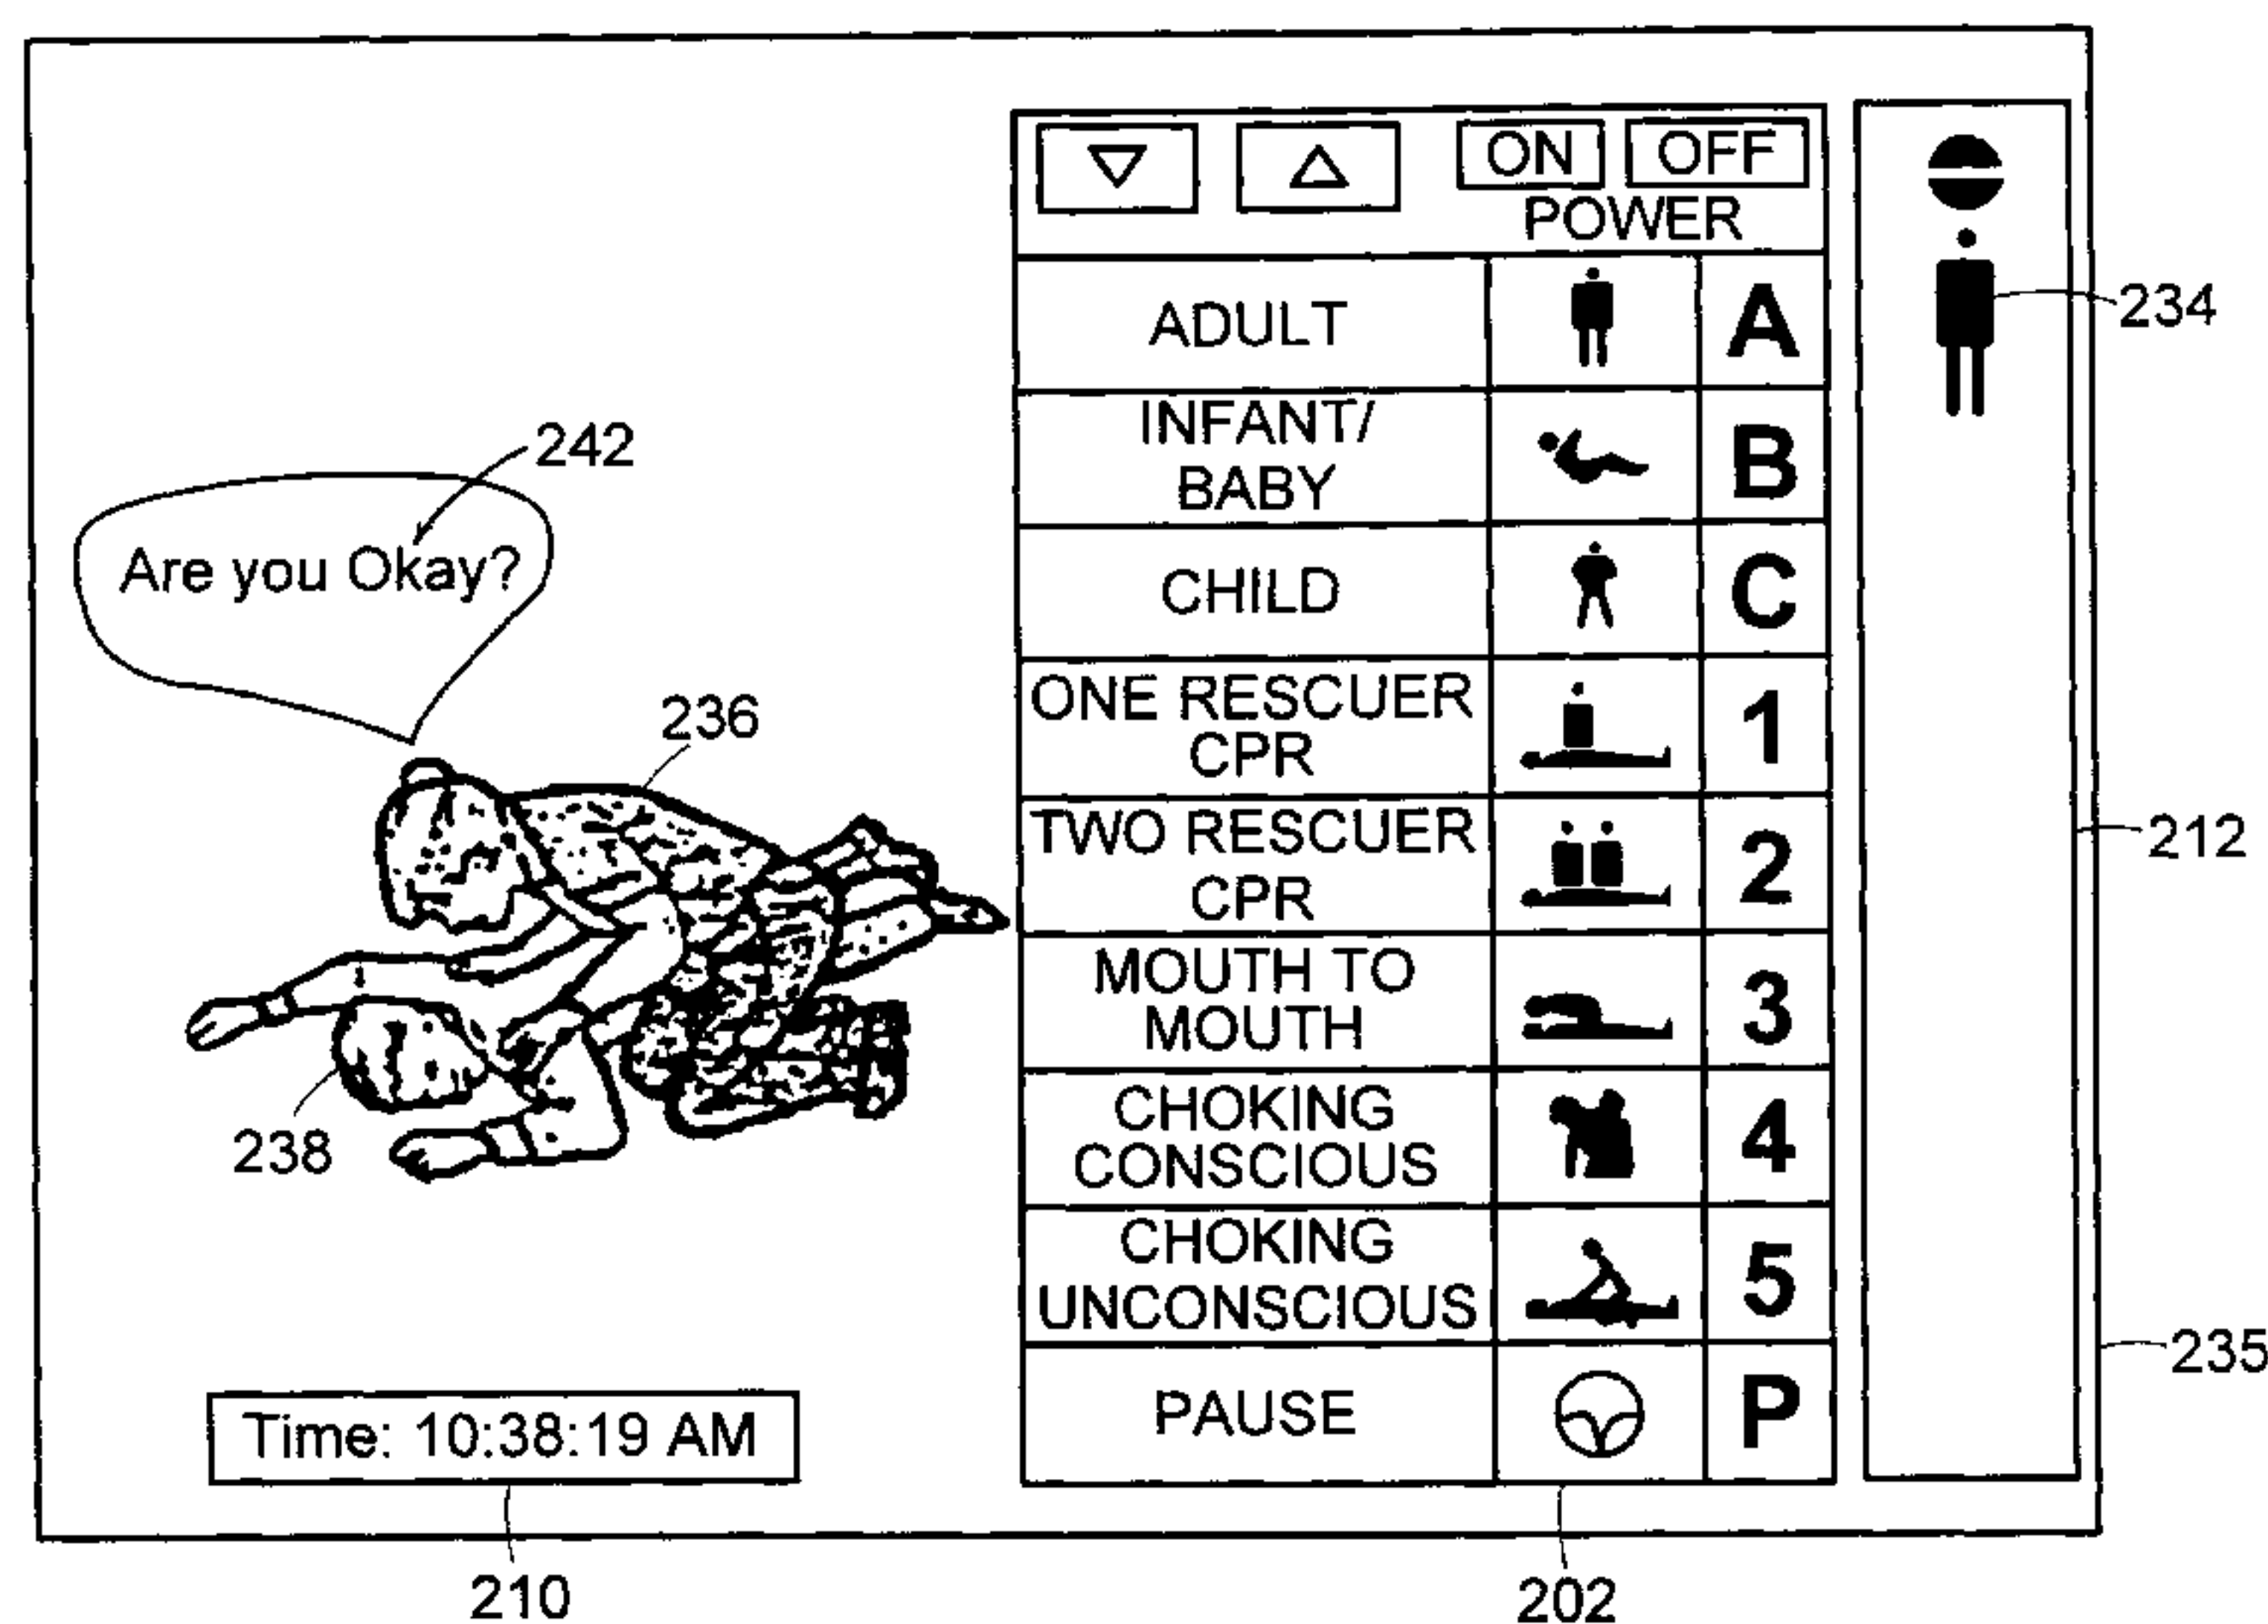 ON OFF
POWER
ADULT A
INFANT/
BABY B
CHILD C
ONE RESCUER
CPR 1
TWO RESCUER
CPR 2
MOUTH TO
MOUTH 3
CHOKING
CONSCIOUS 4
CHOKING
UNCONSCIOUS 5
PAUSE P
234
212
235
242
Are you Okay?
236
238
Time: 10:38:19 AM
210
202